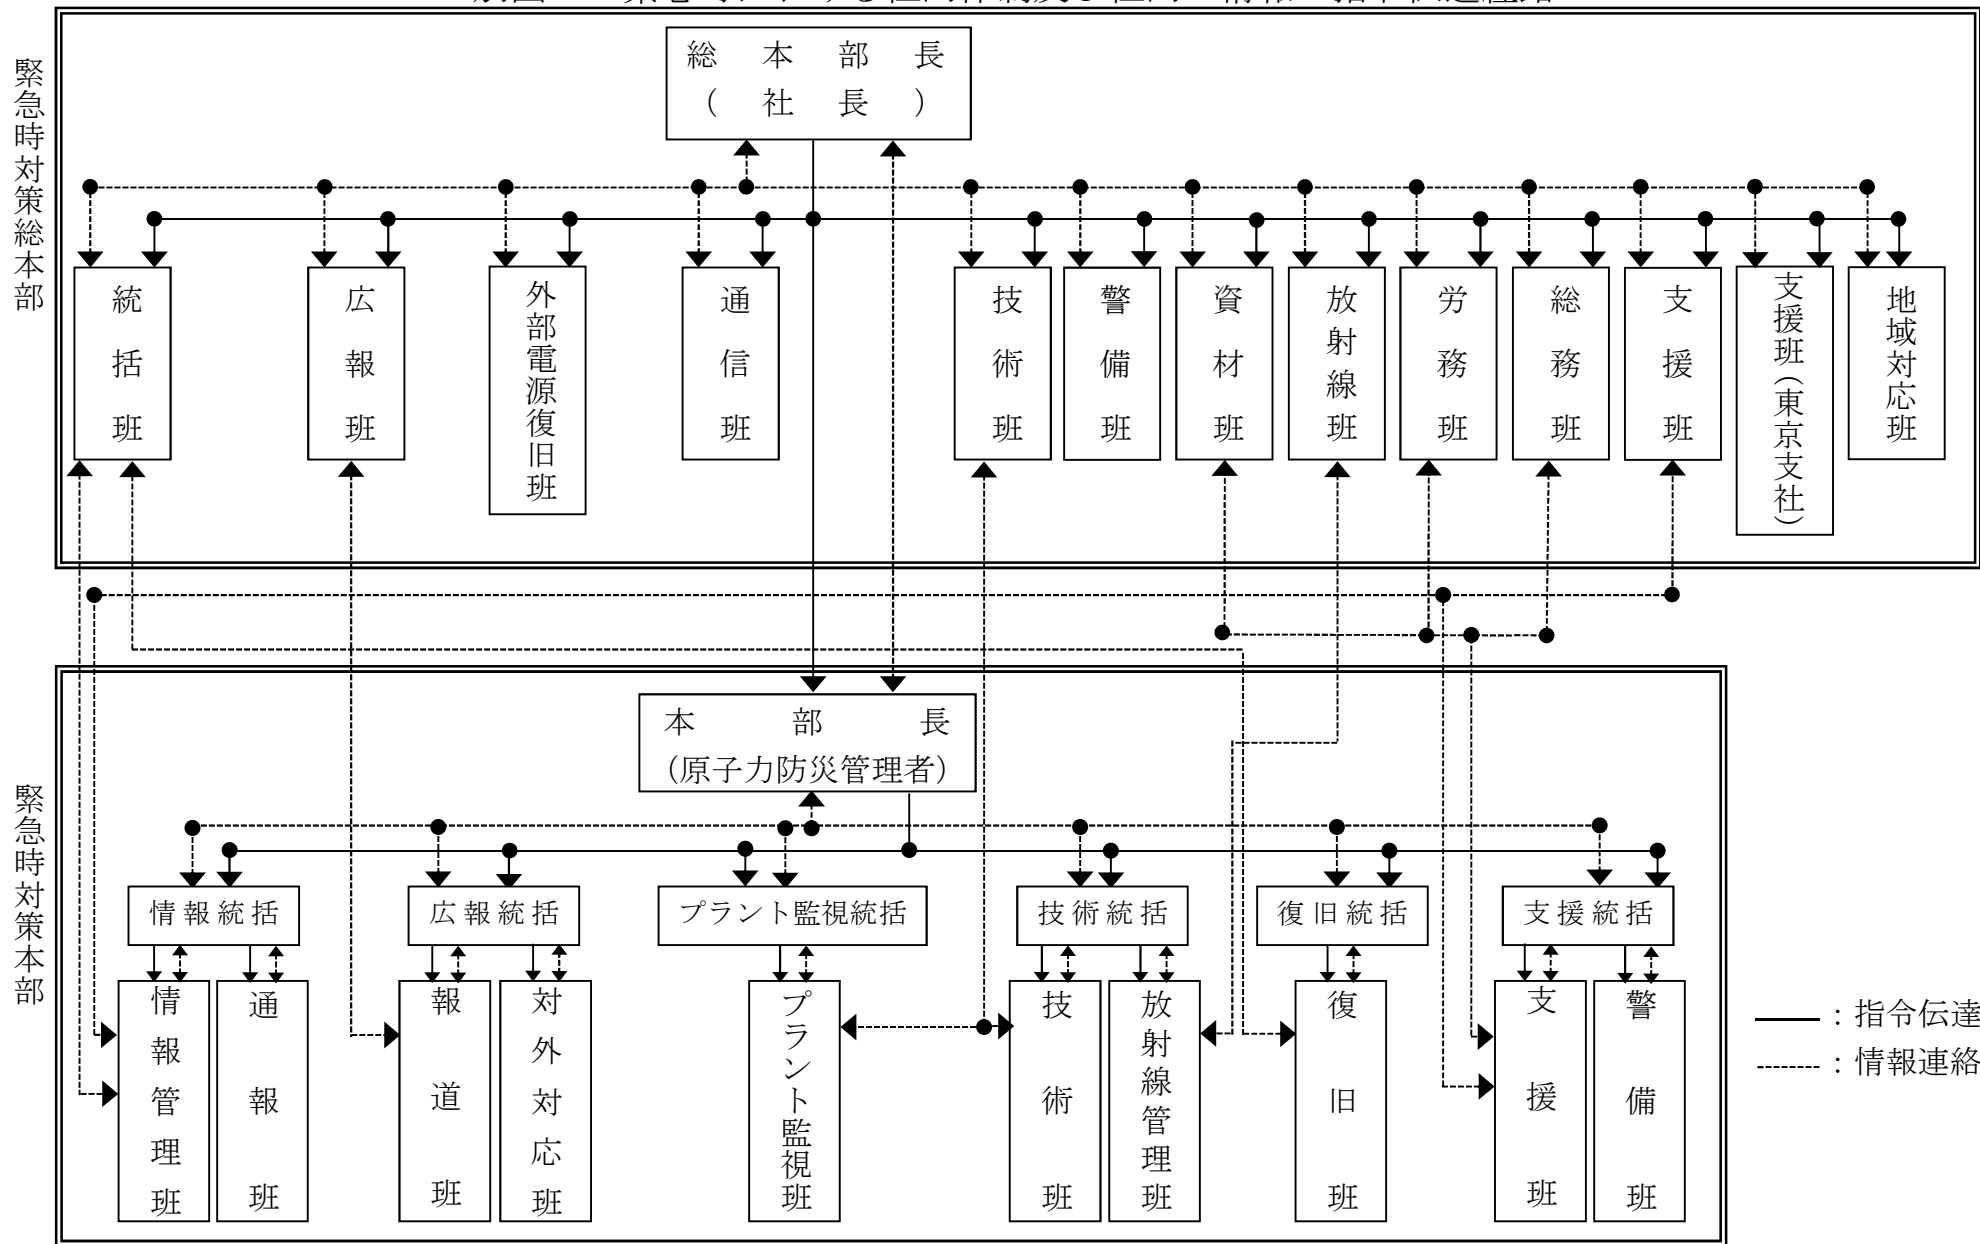 緊急時対策総本部
総本部長
(社長)
統括班
広報班
外部電源復旧班
通信班
技術班
警備班
資材班
放射線班
労務班
総務班
支援班
支援班(東京支社)
地域対応班
緊急時対策本部
本部長
(原子力防災管理者)
情報統括
広報統括
プラント監視統括
技術統括
復旧統括
支援統括
情報管理班
通報班
報道班
対外対応班
プラント監視班
技術班
放射線管理班
復旧班
支援班
警備班
:指令伝達
:情報連絡